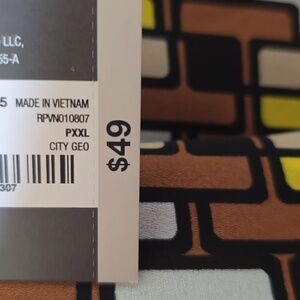 LLC,
55-A
5 MADE IN VIETNAM
RPVN010807
PXXL
CITY GEO
307
$49